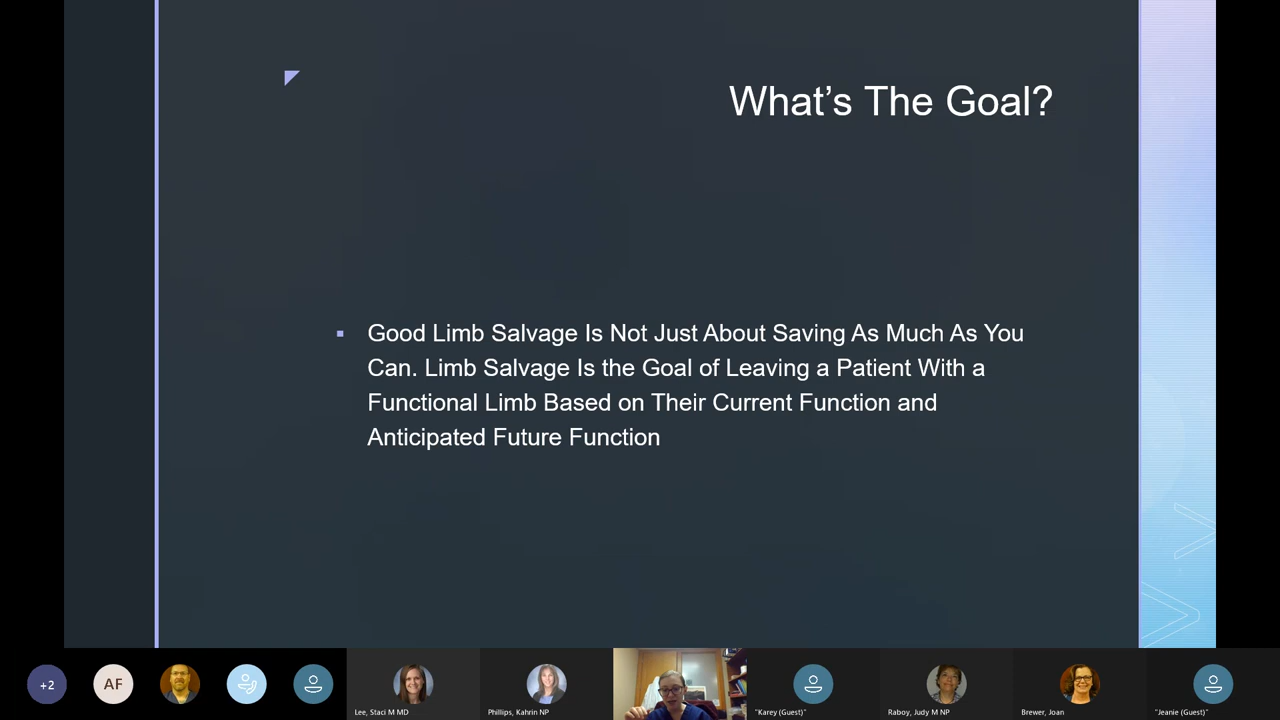 What's The Goal?
Good Limb Salvage Is Not Just About Saving As Much As You
Can. Limb Salvage Is the Goal of Leaving a Patient With a
Functional Limb Based on Their Current Function and
Anticipated Future Function
+2
AF
Lee, Staci M MD
Phillips, Kahrin NP
"Karey (Guest)"
Raboy, Judy M NP
Brewer, Joan
"Jeanie (Guest)"